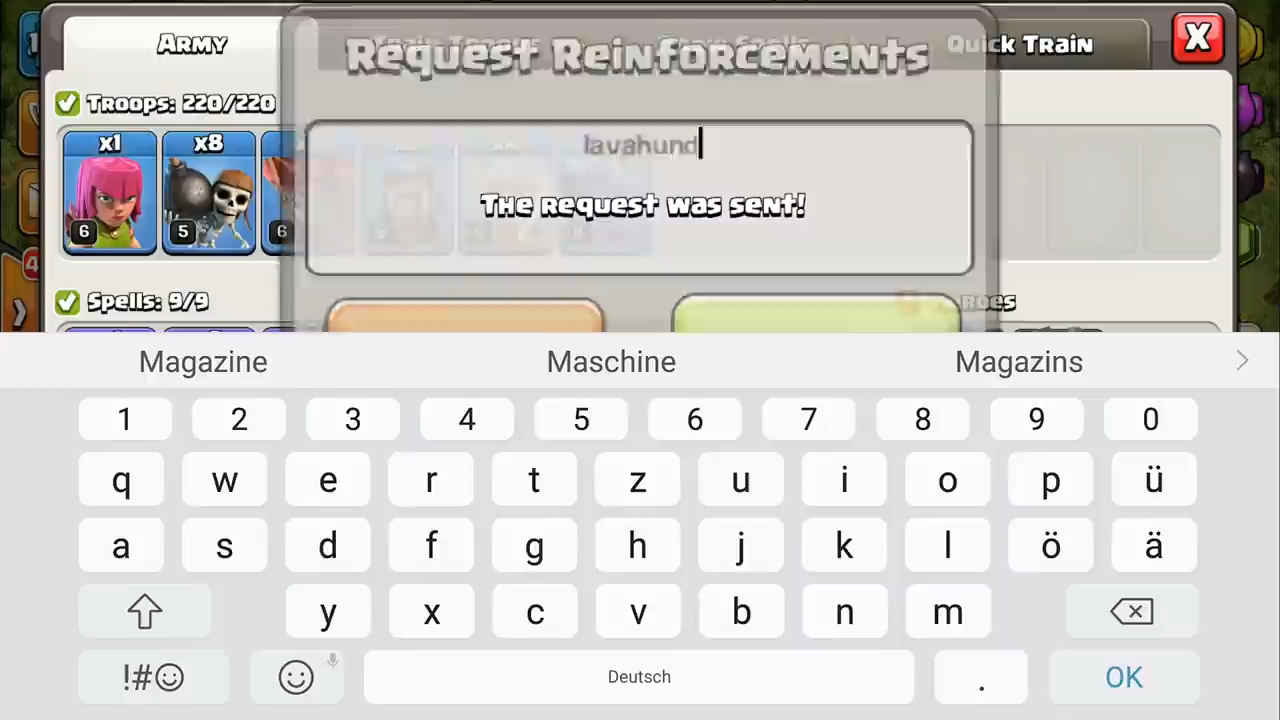 Army
Request Reinforcements
Quick Train
X
Troops: 220/220
x1
x8
lavahund
The request was sent!
6
5
6
Spells: 9/9
Magazine
Maschine
Magazins
1 2 3 4 5 6 7 8 9 0
q w e r t z u i o p ü
a s d f g h j k l ö ä
y x c v b n m
!#
Deutsch
.
OK